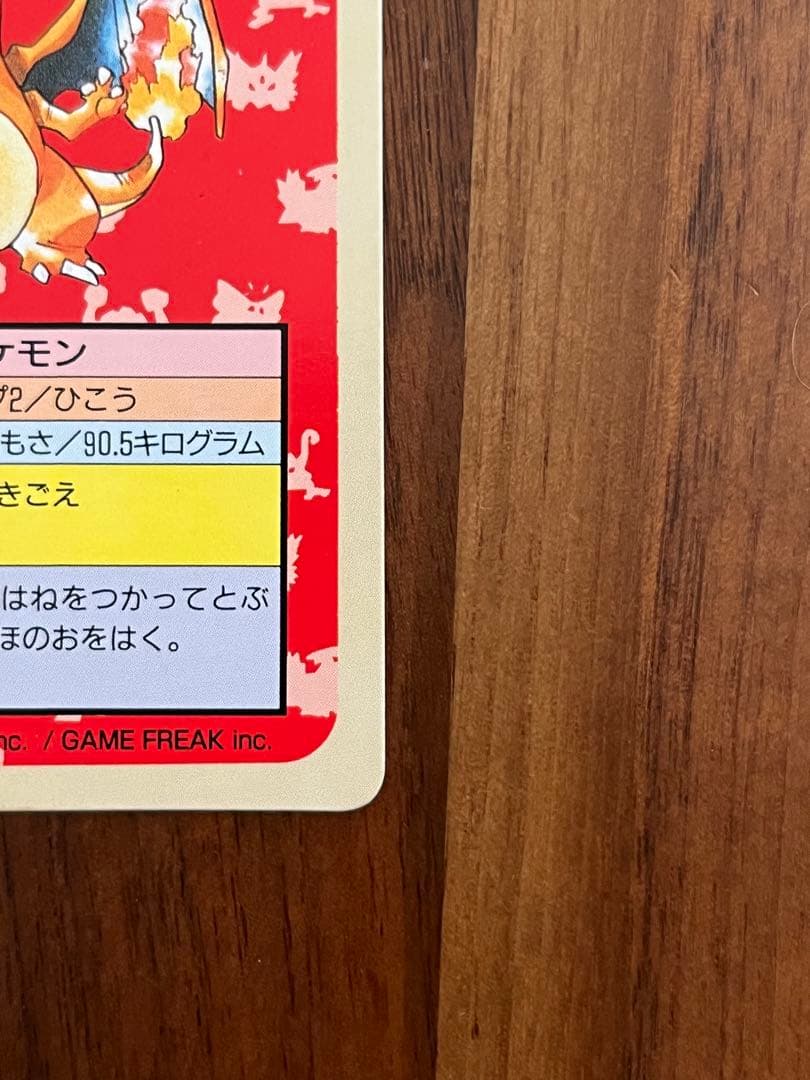 ケモン
プ2／ひこう
もさ／90.5キログラム
きごえ
はねをつかってとぶ
ほのおをはく。
nc. / GAME FREAK inc.